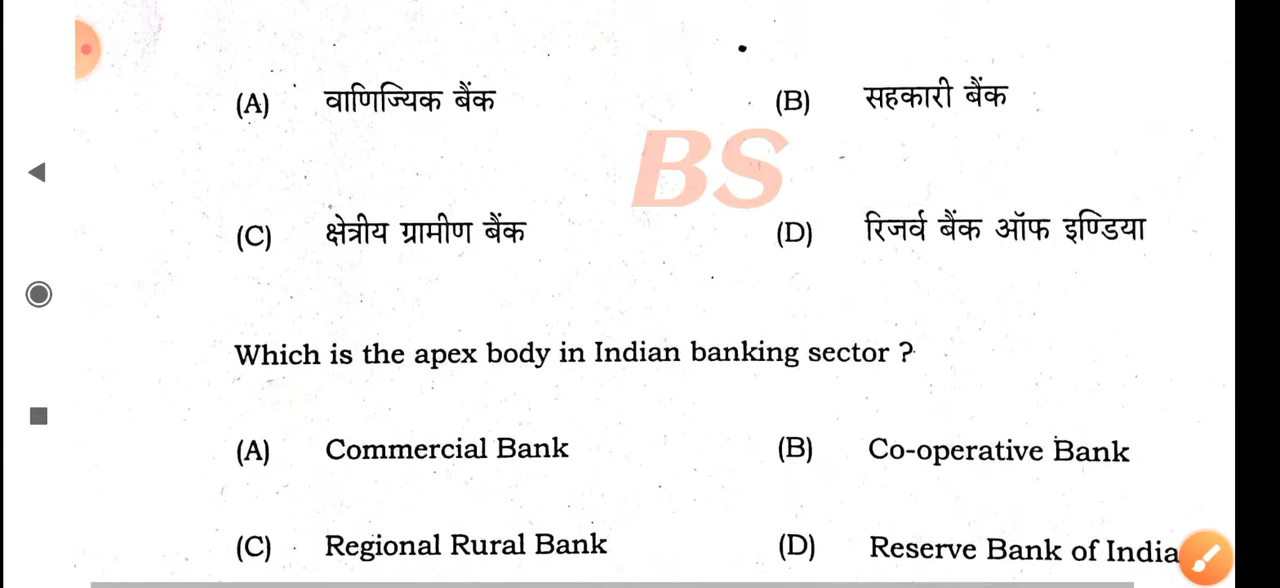 (A) वाणिज्यिक बैंक (B) सहकारी बैंक
BS
(C) क्षेत्रीय ग्रामीण बैंक (D) रिजर्व बैंक ऑफ इण्डिया
Which is the apex body in Indian banking sector ?
(A) Commercial Bank (B) Co-operative Bank
(C) Regional Rural Bank (D) Reserve Bank of India